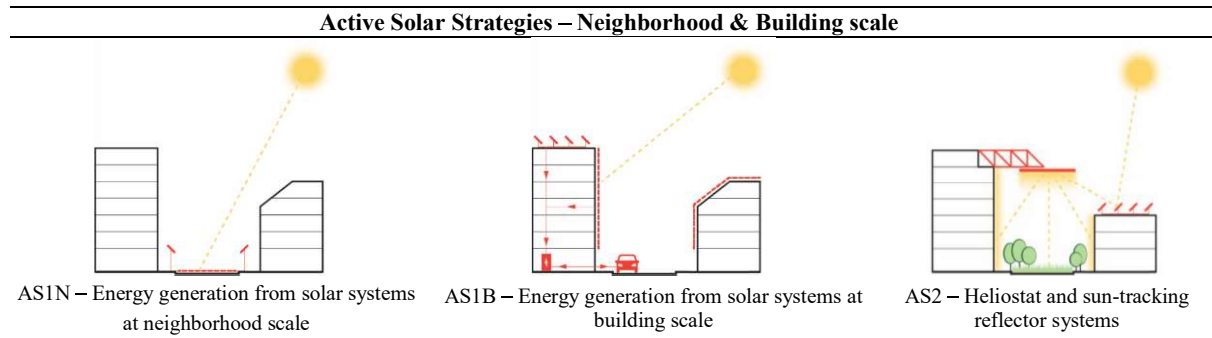 Active Solar Strategies – Neighborhood & Building scale
AS1N – Energy generation from solar systems
at neighborhood scale
AS1B – Energy generation from solar systems at
building scale
AS2 – Heliostat and sun-tracking
reflector systems